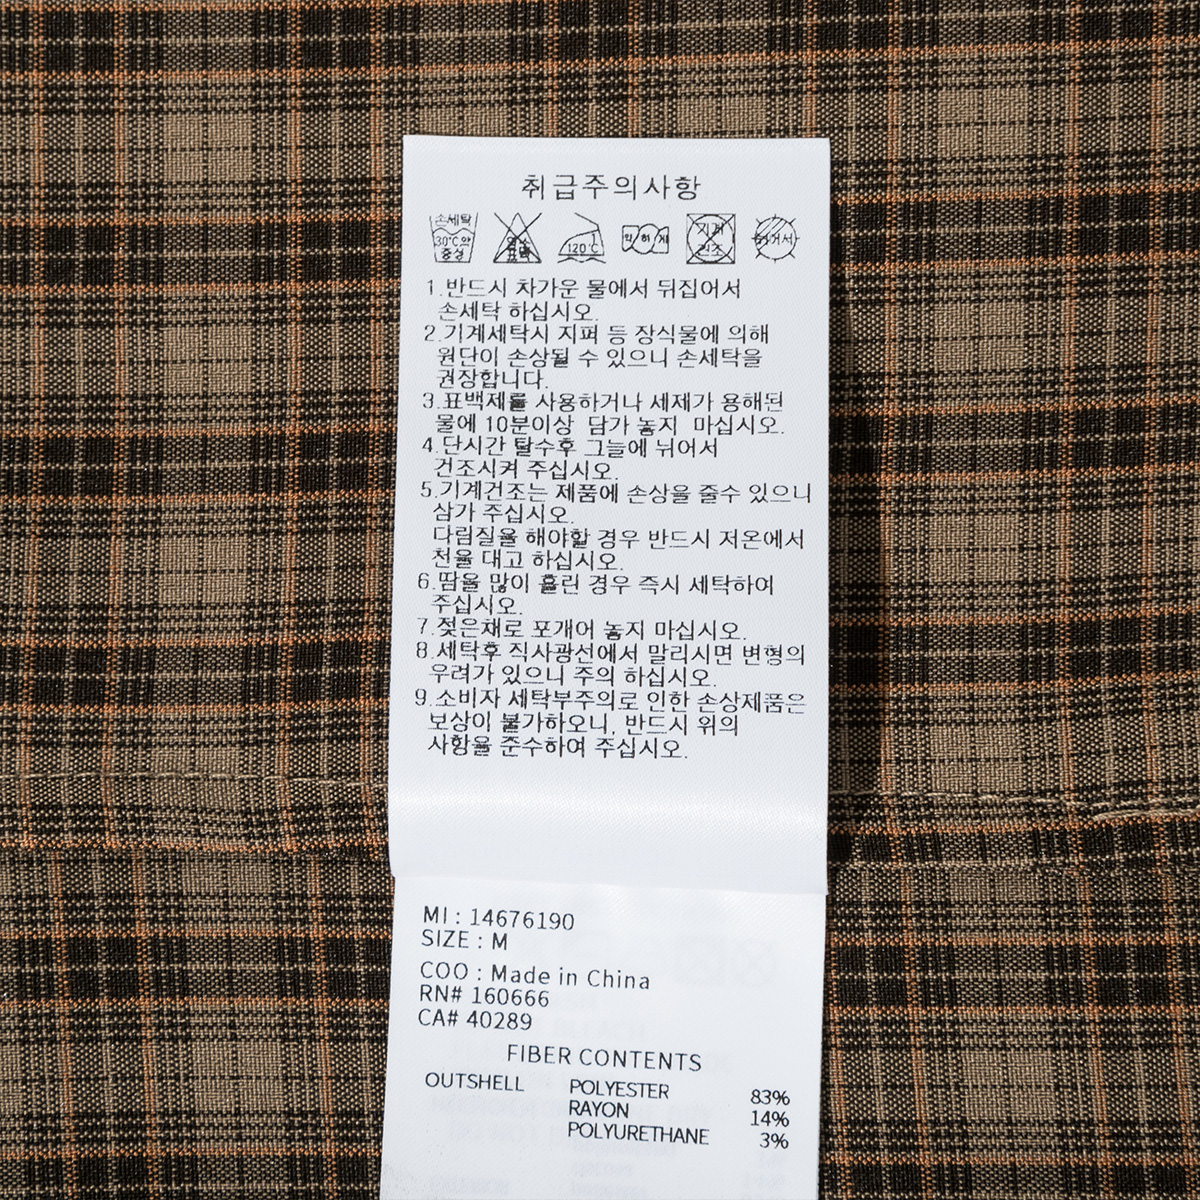 취급주의사항
손세탁
30°C약
중성
염소
표백
120˚C
약하게
지퍼
건조
1.반드시 차가운 물에서 뒤집어서
손세탁 하십시오.
2.기계세탁시 지퍼 등 장식물에 의해
원단이 손상될 수 있으니 손세탁을
권장합니다.
3.표백제를 사용하거나 세제가 용해된
물에 10분이상 담가 놓지 마십시오.
4.단시간 탈수후 그늘에 뉘어서
건조시켜 주십시오.
5.기계건조는 제품에 손상을 줄수 있으니
삼가 주십시오.
다림질을 해야할 경우 반드시 저온에서
천을 대고 하십시오.
6.땀을 많이 흘린 경우 즉시 세탁하여
주십시오.
7.젖은채로 포개어 놓지 마십시오.
8.세탁후 직사광선에서 말리시면 변형의
우려가 있으니 주의 하십시오.
9.소비자 세탁부주의로 인한 손상제품은
보상이 불가하오니, 반드시 위의
사항을 준수하여 주십시오.
MI : 14676190
SIZE : M
COO : Made in China
RN# 160666
CA# 40289
FIBER CONTENTS
OUTSHELL POLYESTER 83%
RAYON 14%
POLYURETHANE 3%